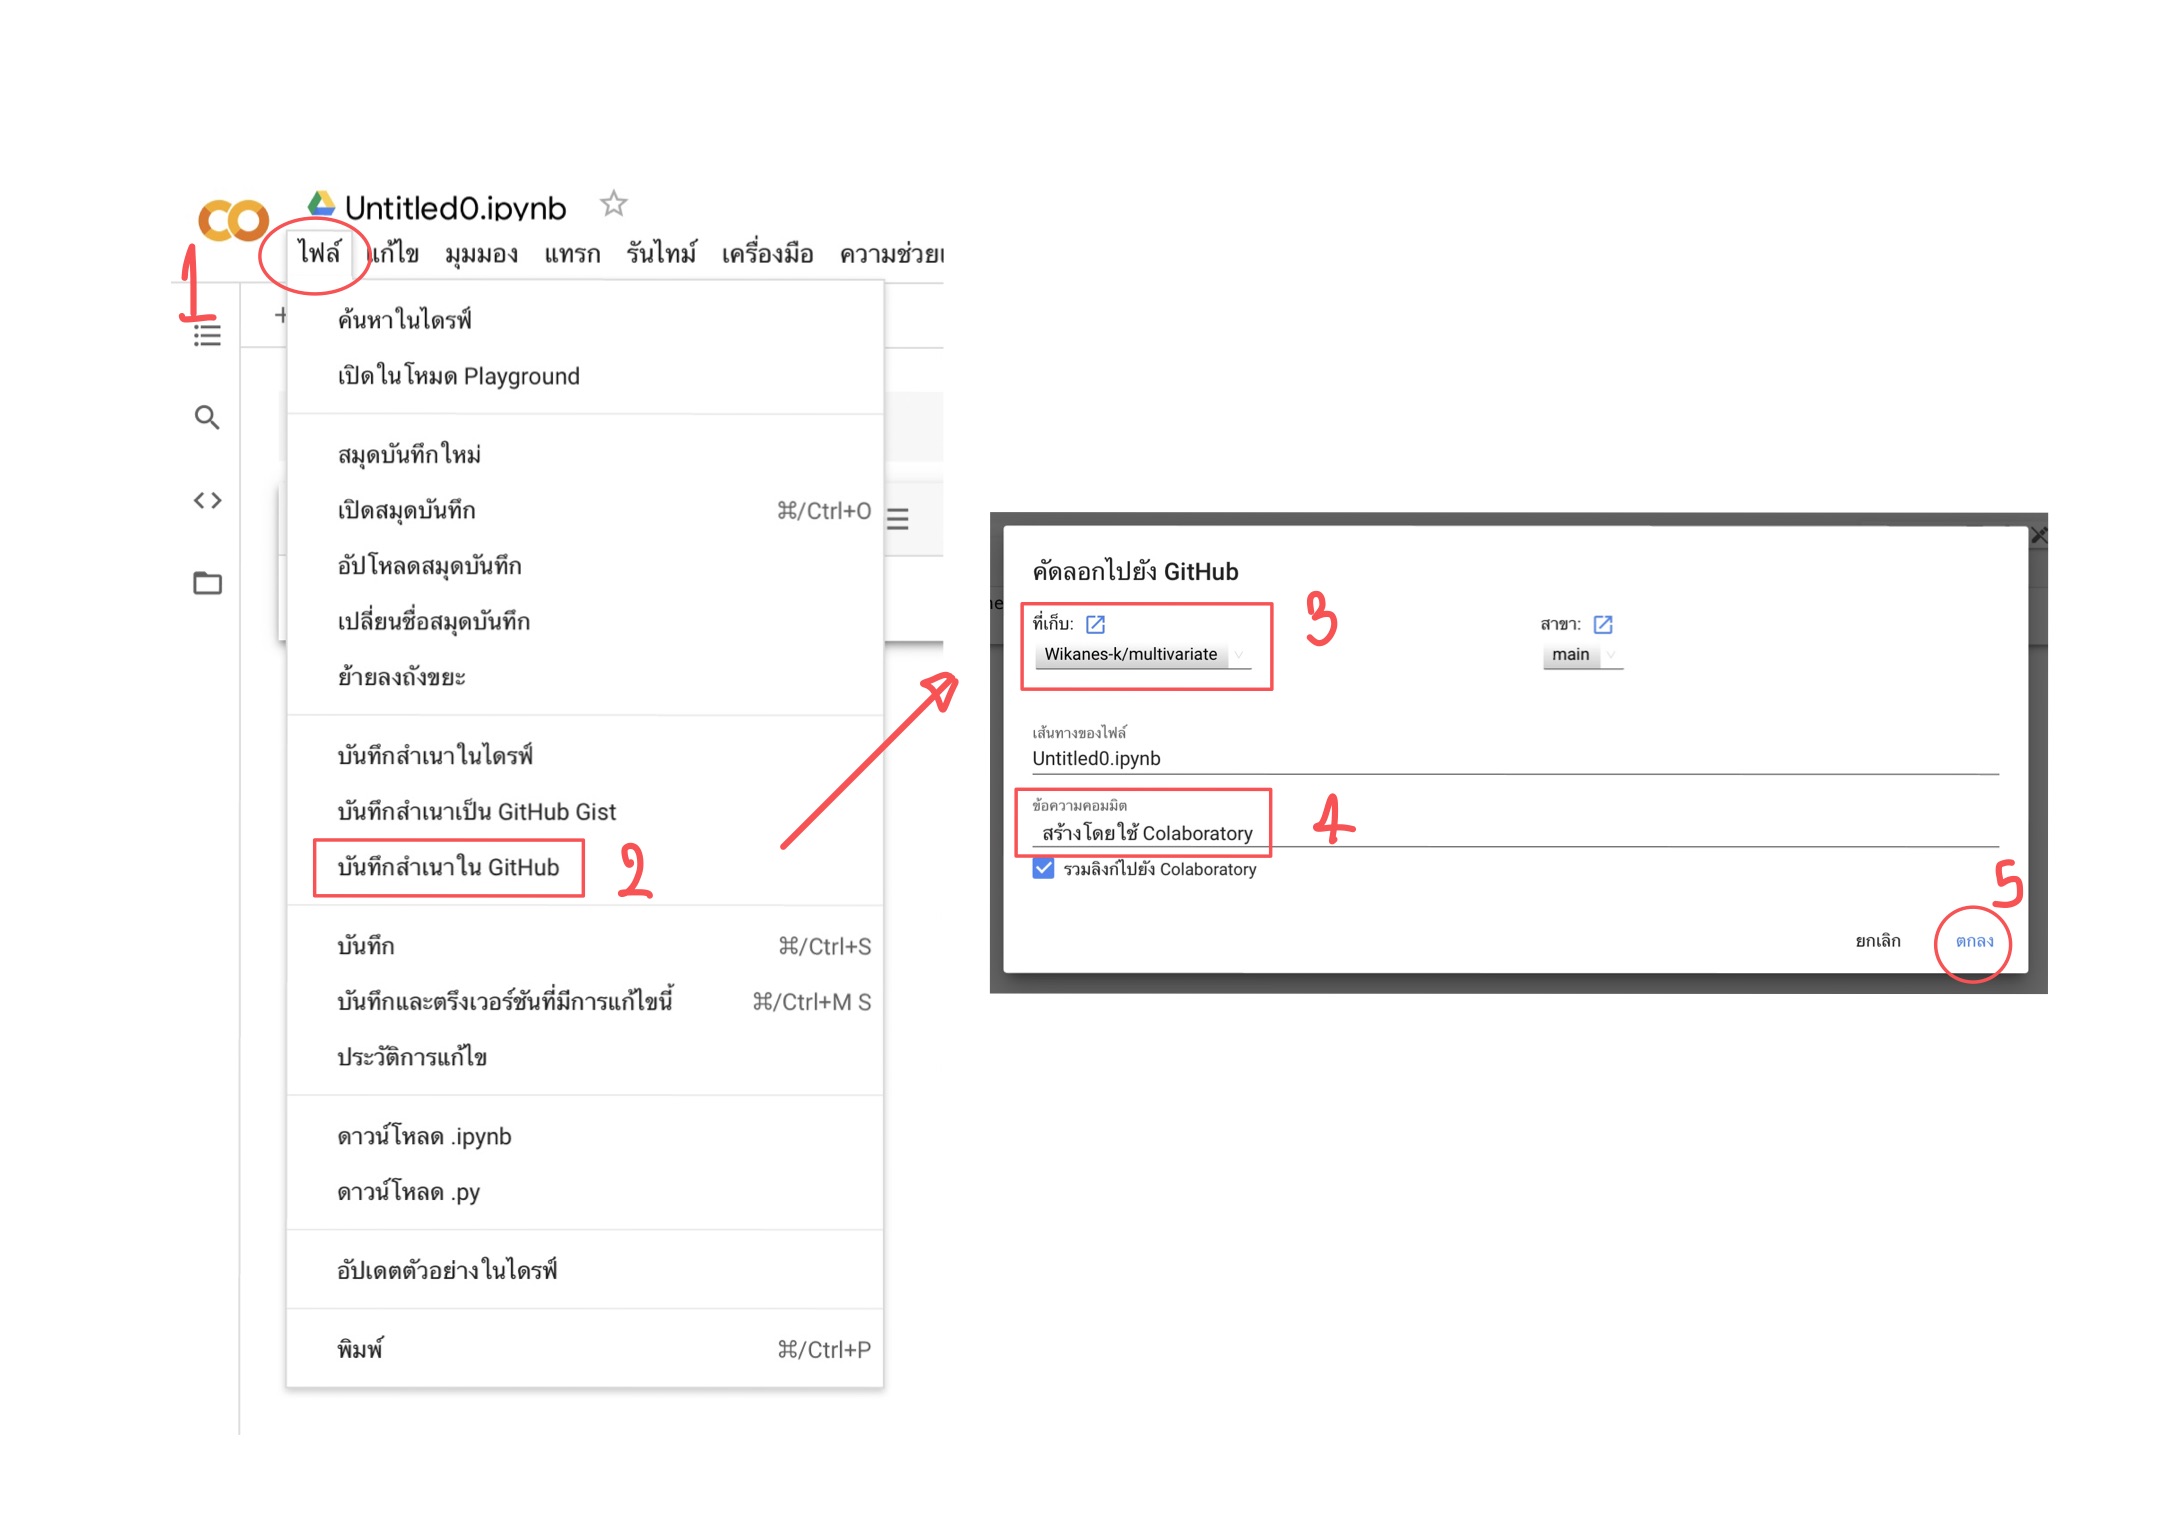 Untitled0.ipynb
1
ไฟล์ แก้ไข มุมมอง แทรก รันไทม์ เครื่องมือ
ค้นหาในไดรฟ์
เปิดในโหมด Playground
สมุดบันทึกใหม่
เปิดสมุดบันทึก ⌘/Ctrl+O
อัปโหลดสมุดบันทึก
เปลี่ยนชื่อสมุดบันทึก
ย้ายลงถังขยะ
บันทึกสำเนาในไดรฟ์
บันทึกสำเนาเป็น GitHub Gist
บันทึกสำเนาใน GitHub 2
บันทึก ⌘/Ctrl+S
บันทึกและตรึงเวอร์ชันที่มีการแก้ไขนี้ ⌘/Ctrl+M S
ประวัติการแก้ไข
ดาวน์โหลด .ipynb
ดาวน์โหลด .py
อัปเดตตัวอย่างในไดรฟ์
พิมพ์ ⌘/Ctrl+P
คัดลอกไปยัง GitHub
ที่เก็บ: 3 สาขา:
Wikanes-k/multivariate main
เส้นทางของไฟล์
Untitled0.ipynb
ข้อความคอมมิต
สร้างโดยใช้ Colaboratory 4
รวมลิงก์ไปยัง Colaboratory
5
ยกเลิก ตกลง